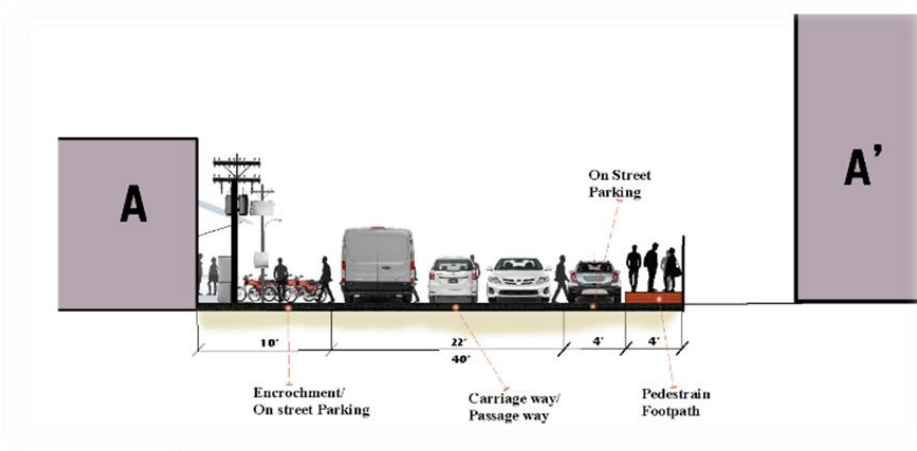 A
A’
On Street
Parking
10’
22’
4’
4’
40’
Encrochment/
On street Parking
Carriage way/
Passage way
Pedestrain
Footpath